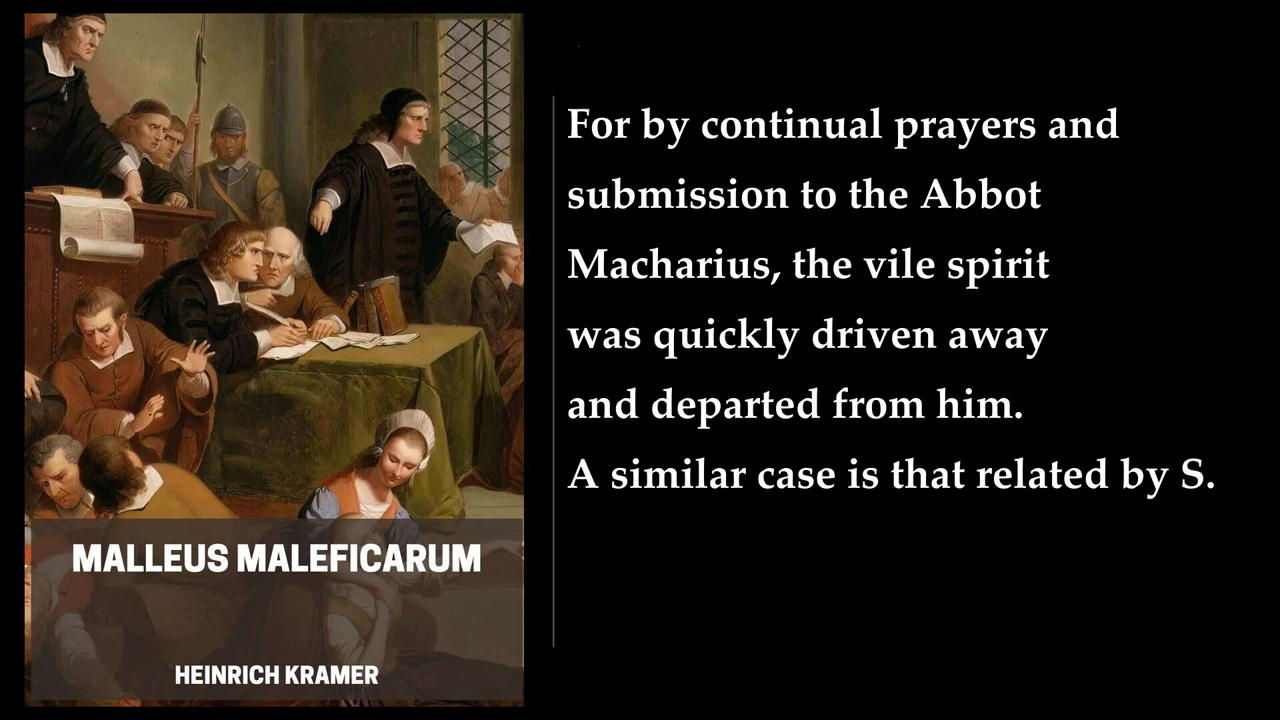 MALLEUS MALEFICARUM
HEINRICH KRAMER
For by continual prayers and
submission to the Abbot
Macharius, the vile spirit
was quickly driven away
and departed from him.
A similar case is that related by S.